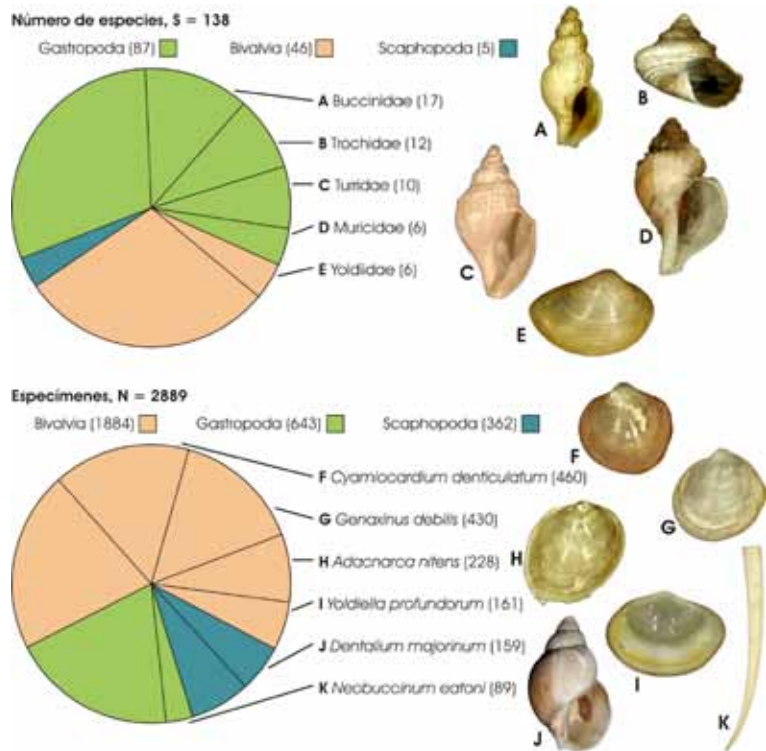 Número de especies, S = 138
Gastropoda (87) Bivalvia (46) Scaphopoda (5)
A Buccinidae (17)
B Trochidae (12)
C Turridae (10)
D Muricidae (6)
E Yoldiidae (6)
A
B
C
D
E
Especímenes, N = 2889
Bivalvia (1884) Gastropoda (643) Scaphopoda (362)
F Cyamiocardium denticulatum (460)
G Genaxinus debilis (430)
H Adacnarca nitens (228)
I Yoldiella profundorum (161)
J Dentalium majorinum (159)
K Neobuccinum eatoni (89)
F
G
H
I
J
K